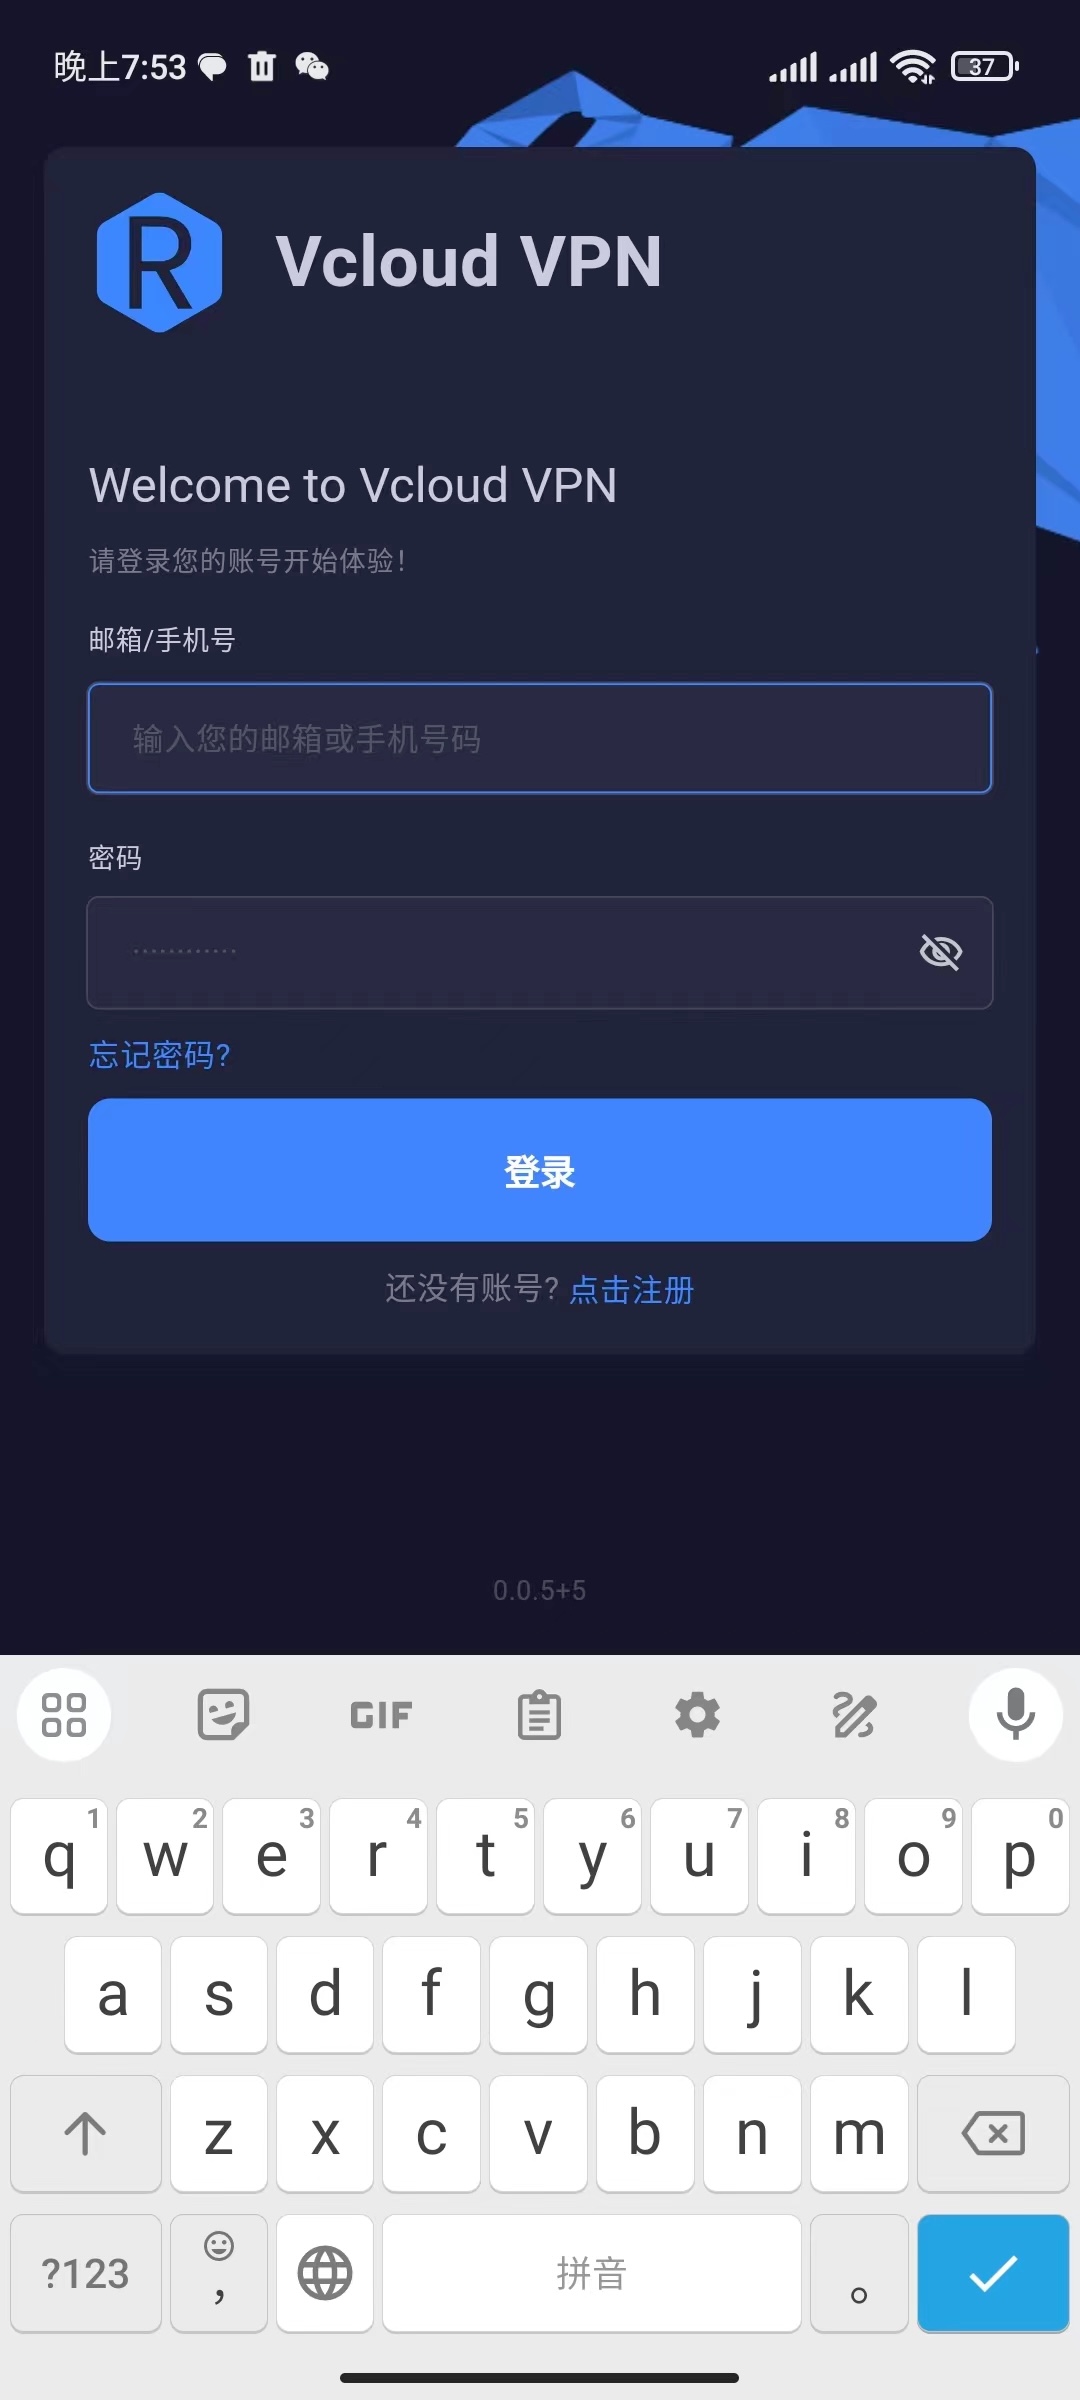 晚上7:53
37
R
Vcloud VPN
Welcome to Vcloud VPN
请登录您的账号开始体验!
邮箱/手机号
输入您的邮箱或手机号码
密码
············
忘记密码?
登录
还没有账号? 点击注册
0.0.5+5
GIF
1 2 3 4 5 6 7 8 9 0
q w e r t y u i o p
a s d f g h j k l
z x c v b n m
?123 , 拼音 。